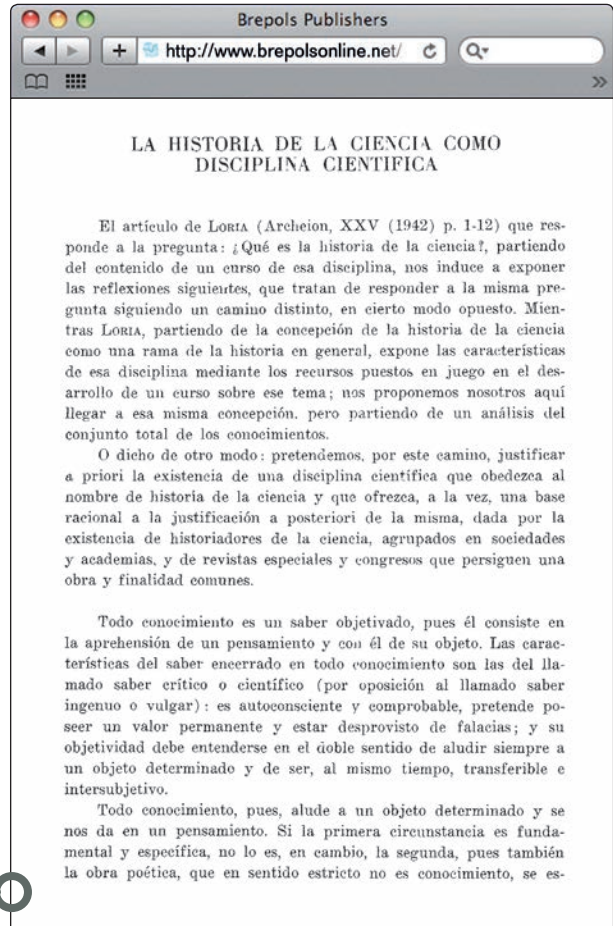 Brepols Publishers
http://www.brepolsonline.net/
LA HISTORIA DE LA CIENCIA COMO
DISCIPLINA CIENTIFICA
El artículo de LORIA (Archeion, XXV (1942) p. 1-12) que res-
ponde a la pregunta: ¿Qué es la historia de la ciencia?, partiendo
del contenido de un curso de esa disciplina, nos induce a exponer
las reflexiones siguientes, que tratan de responder a la misma pre-
gunta siguiendo un camino distinto, en cierto modo opuesto. Mien-
tras LORIA, partiendo de la concepción de la historia de la ciencia
como una rama de la historia en general, expone las características
de esa disciplina mediante los recursos puestos en juego en el des-
arrollo de un curso sobre ese tema; nos proponemos nosotros aquí
llegar a esa misma concepción, pero partiendo de un análisis del
conjunto total de los conocimientos.
O dicho de otro modo: pretendemos, por este camino, justificar
a priori la existencia de una disciplina científica que obedezca al
nombre de historia de la ciencia y que ofrezca, a la vez, una base
racional a la justificación a posteriori de la misma, dada por la
existencia de historiadores de la ciencia, agrupados en sociedades
y academias, y de revistas especiales y congresos que persiguen una
obra y finalidad comunes.
Todo conocimiento es un saber objetivado, pues él consiste en
la aprehensión de un pensamiento y con él de su objeto. Las carac-
terísticas del saber encerrado en todo conocimiento son las del lla-
mado saber crítico o científico (por oposición al llamado saber
ingenuo o vulgar): es autoconsciente y comprobable, pretende po-
seer un valor permanente y estar desprovisto de falacias; y su
objetividad debe entenderse en el doble sentido de aludir siempre a
un objeto determinado y de ser, al mismo tiempo, transferible e
intersubjetivo.
Todo conocimiento, pues, alude a un objeto determinado y se
nos da en un pensamiento. Si la primera circunstancia es funda-
mental y específica, no lo es, en cambio, la segunda, pues también
la obra poética, que en sentido estricto no es conocimiento, se es-